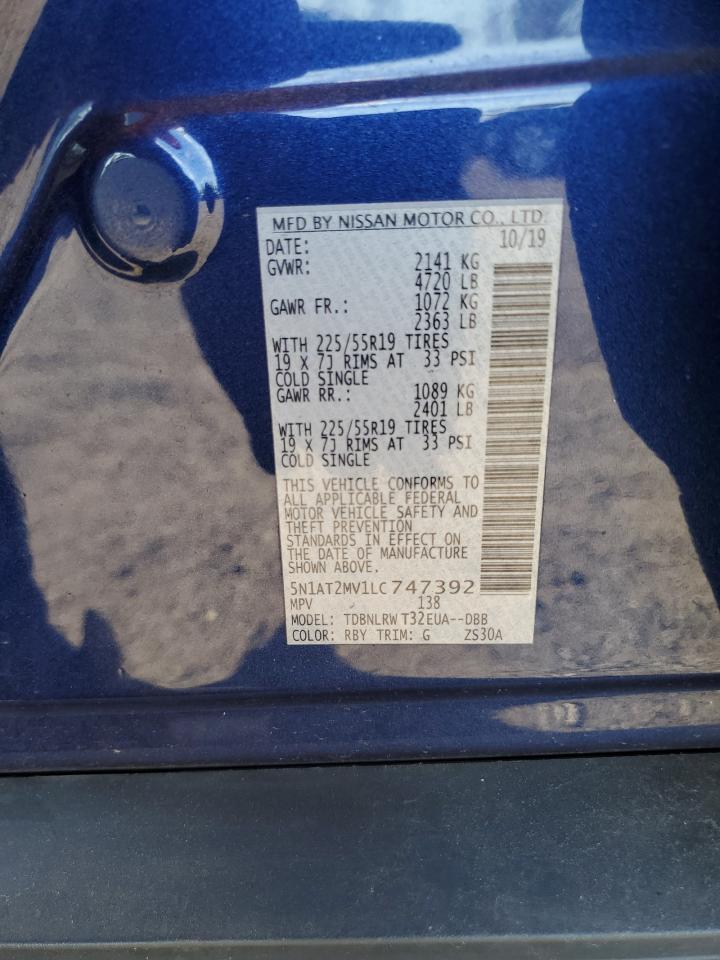 MFD BY NISSAN MOTOR CO., LTD.
DATE: 10/19
GVWR: 2141 KG
4720 LB
GAWR FR.: 1072 KG
2363 LB
WITH 225/55R19 TIRES
19 X 7J RIMS AT 33 PSI
COLD SINGLE
GAWR RR.: 1089 KG
2401 LB
WITH 225/55R19 TIRES
19 X 7J RIMS AT 33 PSI
COLD SINGLE
THIS VEHICLE CONFORMS TO
ALL APPLICABLE FEDERAL
MOTOR VEHICLE SAFETY AND
THEFT PREVENTION
STANDARDS IN EFFECT ON
THE DATE OF MANUFACTURE
SHOWN ABOVE.
5N1AT2MV1LC747392
MPV 138
MODEL: TDBNLRW T32EUA--DBB
COLOR: RBY TRIM: G ZS30A